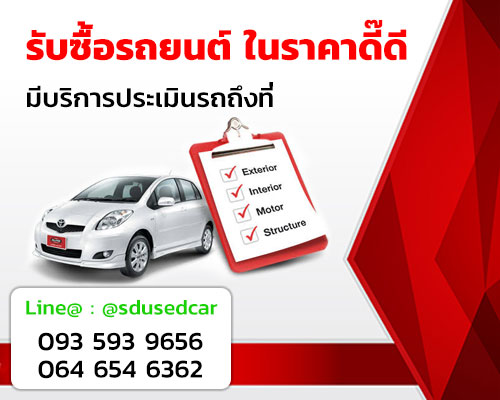 รับซื้อรถยนต์ ในราคาดี๊ดี
มีบริการประเมินรถถึงที่
Exterior
Interior
Motor
Structure
Line@ : @sdusedcar
093 593 9656
064 654 6362